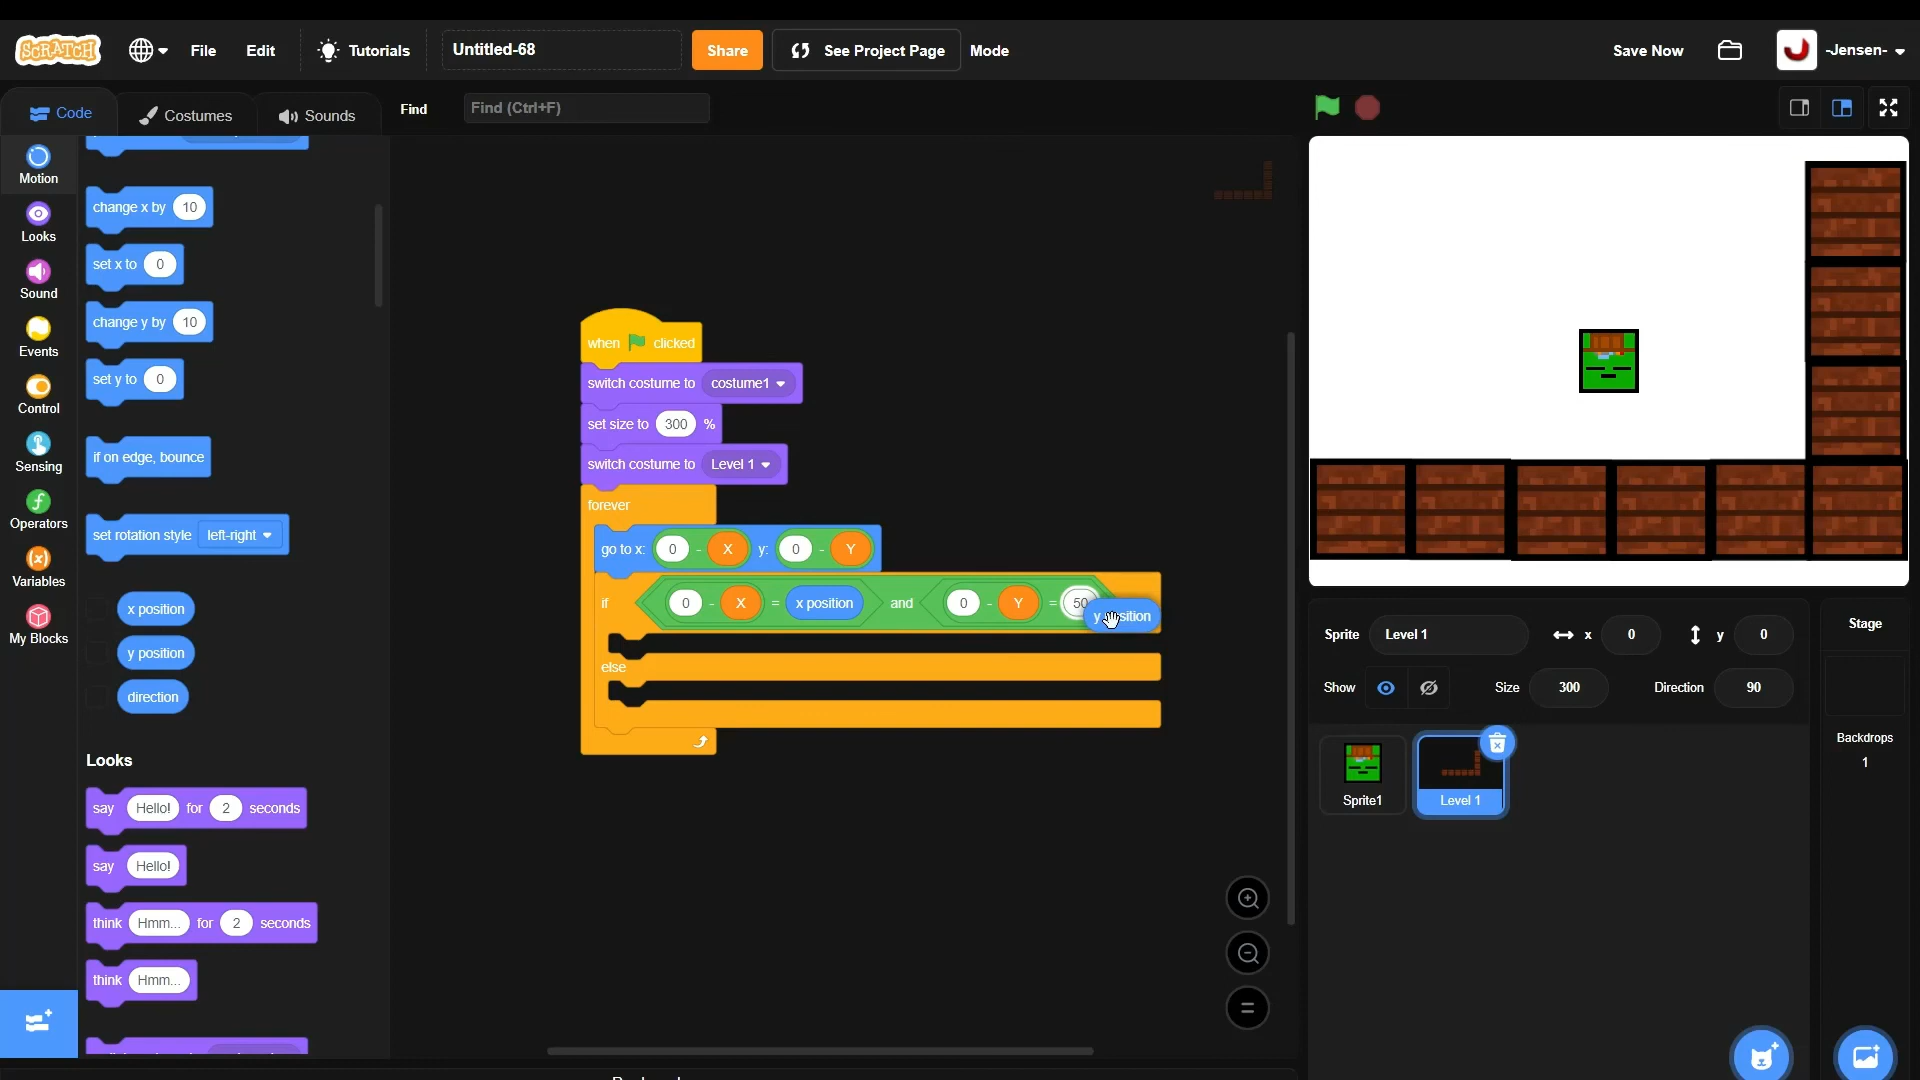 SCRATCH
File
Edit
Tutorials
Untitled-68
Share
See Project Page
Mode
Save Now
-Jensen-
Code
Costumes
Sounds
Find
Find (Ctrl+F)
Motion
Looks
Sound
Events
Control
Sensing
Operators
Variables
My Blocks
change x by 10
set x to 0
change y by 10
set y to 0
if on edge, bounce
set rotation style left-right
x position
y position
direction
Looks
say Hello! for 2 seconds
say Hello!
think Hmm... for 2 seconds
think Hmm...
when clicked
switch costume to costume1
set size to 300 %
switch costume to Level 1
forever
go to x: 0 - X y: 0 - Y
if 0 - X = x position and 0 - Y = 50
else
Sprite Level 1 x 0 y 0
Show Size 300 Direction 90
Sprite1
Level 1
Stage
Backdrops
1